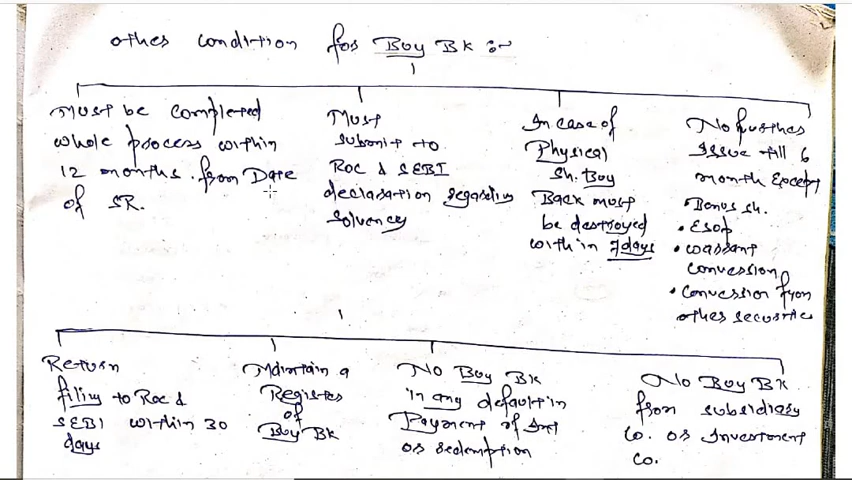 other condition for Buy Bk :~
Must be completed
whole process within
12 months. from Date
of SR.
Must
submit to
ROC & SEBI
declaration regarding
solvency
In case of
Physical
Sh. Buy
Back must
be destroyed
within 7days
No further
Issue till 6
month Except
• Bonus sh.
• ESOP
• warrant
conversion
• Conversion from
other securities
Return
filing to ROC &
SEBI within 30
days
Maintain a
Register
of
Buy Bk
No Buy BK
in any default in
Payment of Int
or redemption
No Buy BK
from subsidiary
Co. or Investment
Co.